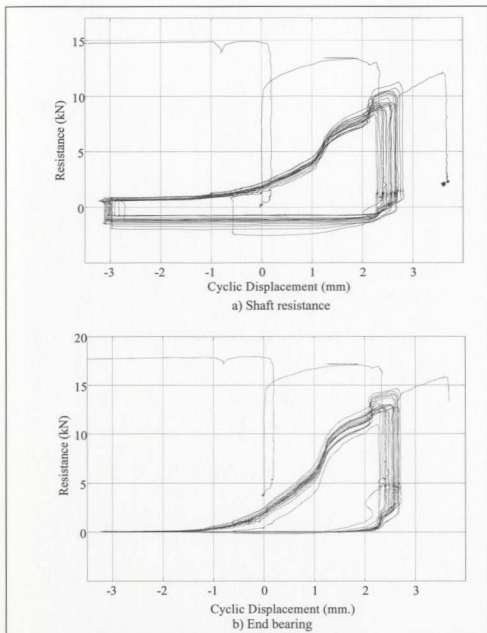 15
10
5
0
Resistance (kN)
-3 -2 -1 0 1 2 3
Cyclic Displacement (mm)
a) Shaft resistance
20
15
10
5
0
Resistance (kN)
-3 -2 -1 0 1 2 3
Cyclic Displacement (mm.)
b) End bearing